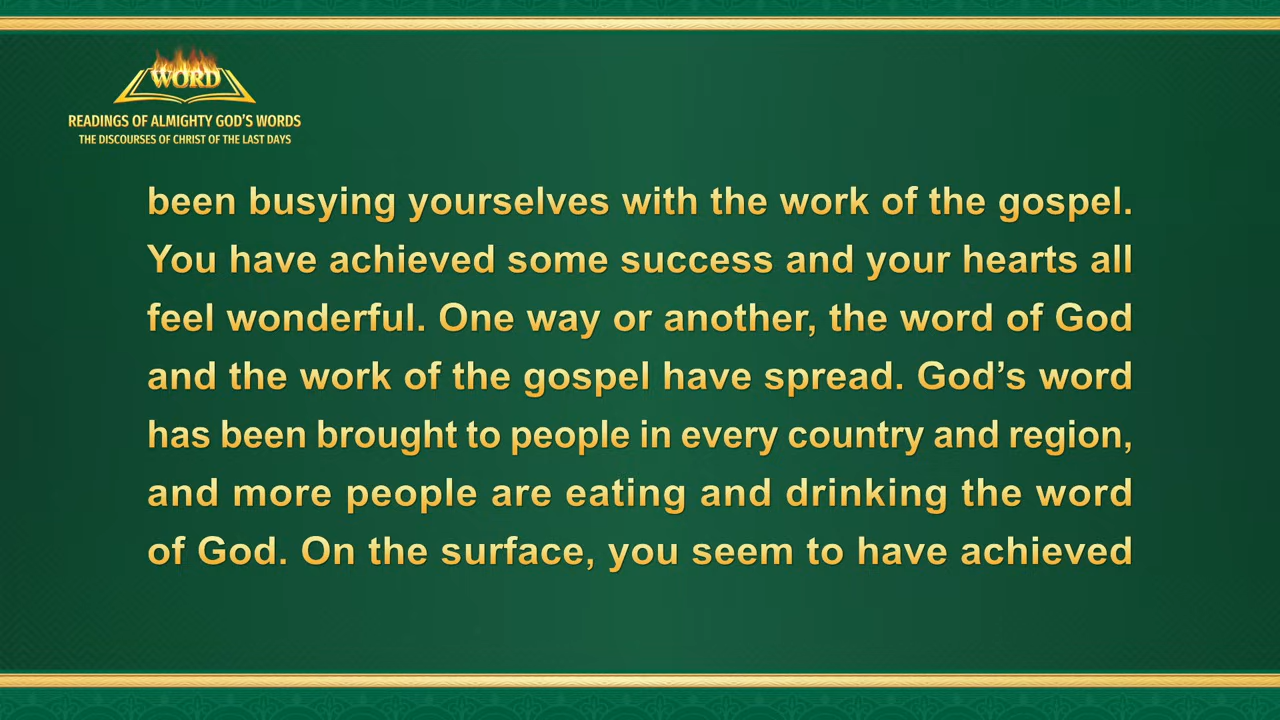 WORD
READINGS OF ALMIGHTY GOD'S WORDS
THE DISCOURSES OF CHRIST OF THE LAST DAYS
been busying yourselves with the work of the gospel.
You have achieved some success and your hearts all
feel wonderful. One way or another, the word of God
and the work of the gospel have spread. God’s word
has been brought to people in every country and region,
and more people are eating and drinking the word
of God. On the surface, you seem to have achieved